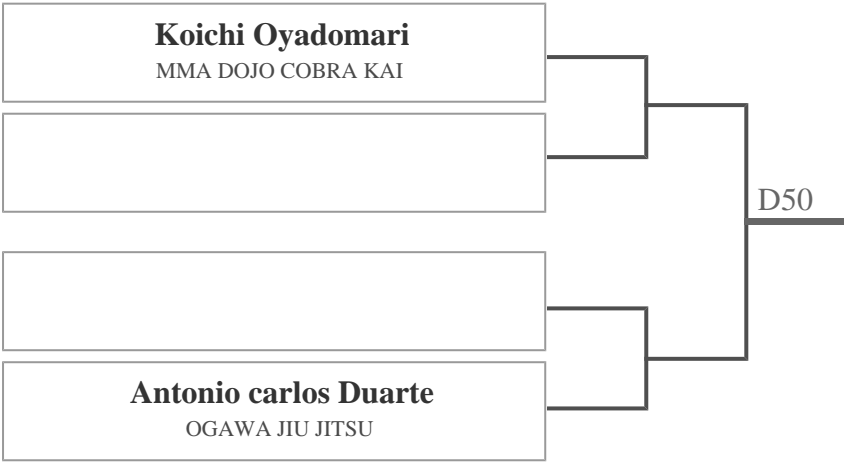 Koichi Oyadomari
MMA DOJO COBRA KAI
D50
Antonio carlos Duarte
OGAWA JIU JITSU